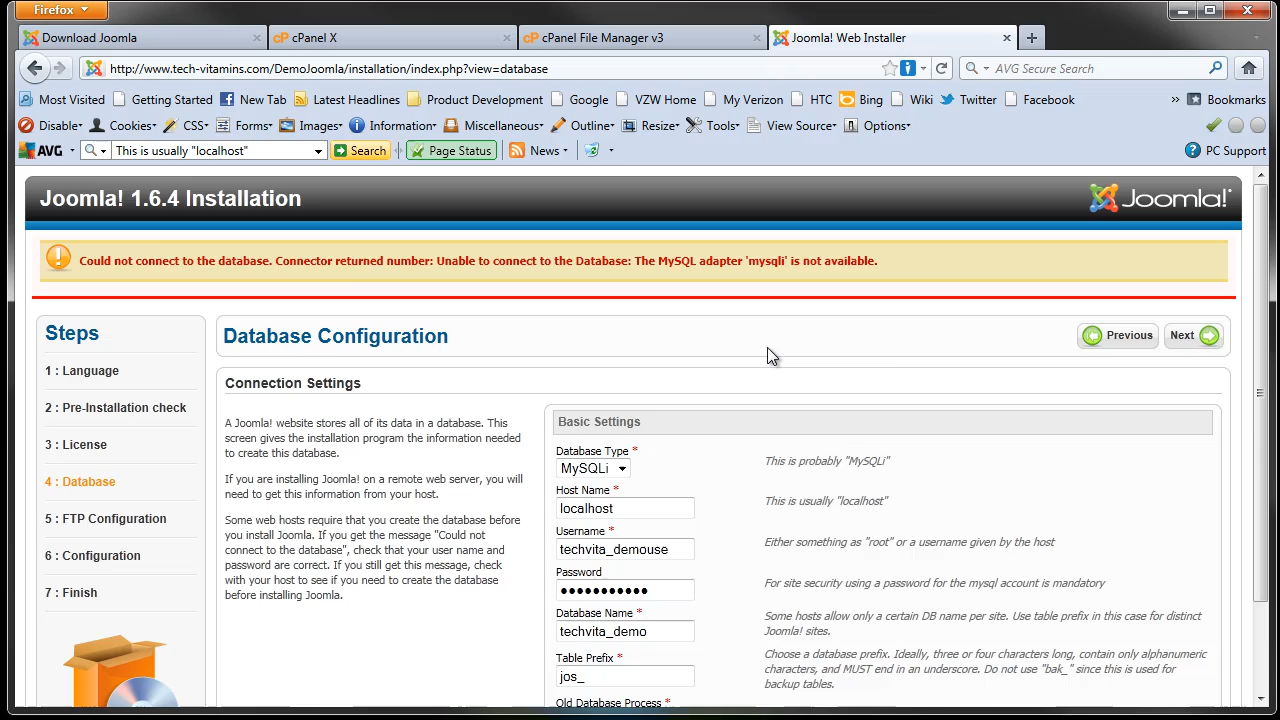 Firefox
Download Joomla
cPanel X
cPanel File Manager v3
Joomla! Web Installer
http://www.tech-vitamins.com/DemoJoomla/installation/index.php?view=database
AVG Secure Search
Most Visited Getting Started New Tab Latest Headlines Product Development Google VZW Home My Verizon HTC Bing Wiki Twitter Facebook » Bookmarks
Disable Cookies CSS Forms Images Information Miscellaneous Outline Resize Tools View Source Options
AVG This is usually "localhost" Search Page Status News PC Support
Joomla! 1.6.4 Installation
Joomla!
Could not connect to the database. Connector returned number: Unable to connect to the Database: The MySQL adapter 'mysqli' is not available.
Steps
1 : Language
2 : Pre-Installation check
3 : License
4 : Database
5 : FTP Configuration
6 : Configuration
7 : Finish
Database Configuration
Previous
Next
Connection Settings
A Joomla! website stores all of its data in a database. This
screen gives the installation program the information needed
to create this database.
If you are installing Joomla! on a remote web server, you will
need to get this information from your host.
Some web hosts require that you create the database before
you install Joomla. If you get the message "Could not
connect to the database", check that your user name and
password are correct. If you still get this message, check
with your host to see if you need to create the database
before installing Joomla.
Basic Settings
Database Type *
MySQLi
This is probably "MySQLi"
Host Name *
localhost
This is usually "localhost"
Username *
techvita_demouse
Either something as "root" or a username given by the host
Password
●●●●●●●●●●●
For site security using a password for the mysql account is mandatory
Database Name *
techvita_demo
Some hosts allow only a certain DB name per site. Use table prefix in this case for distinct
Joomla! sites.
Table Prefix *
jos_
Choose a database prefix. Ideally, three or four characters long, contain only alphanumeric
characters, and MUST end in an underscore. Do not use "bak_" since this is used for
backup tables.
Old Database Process *